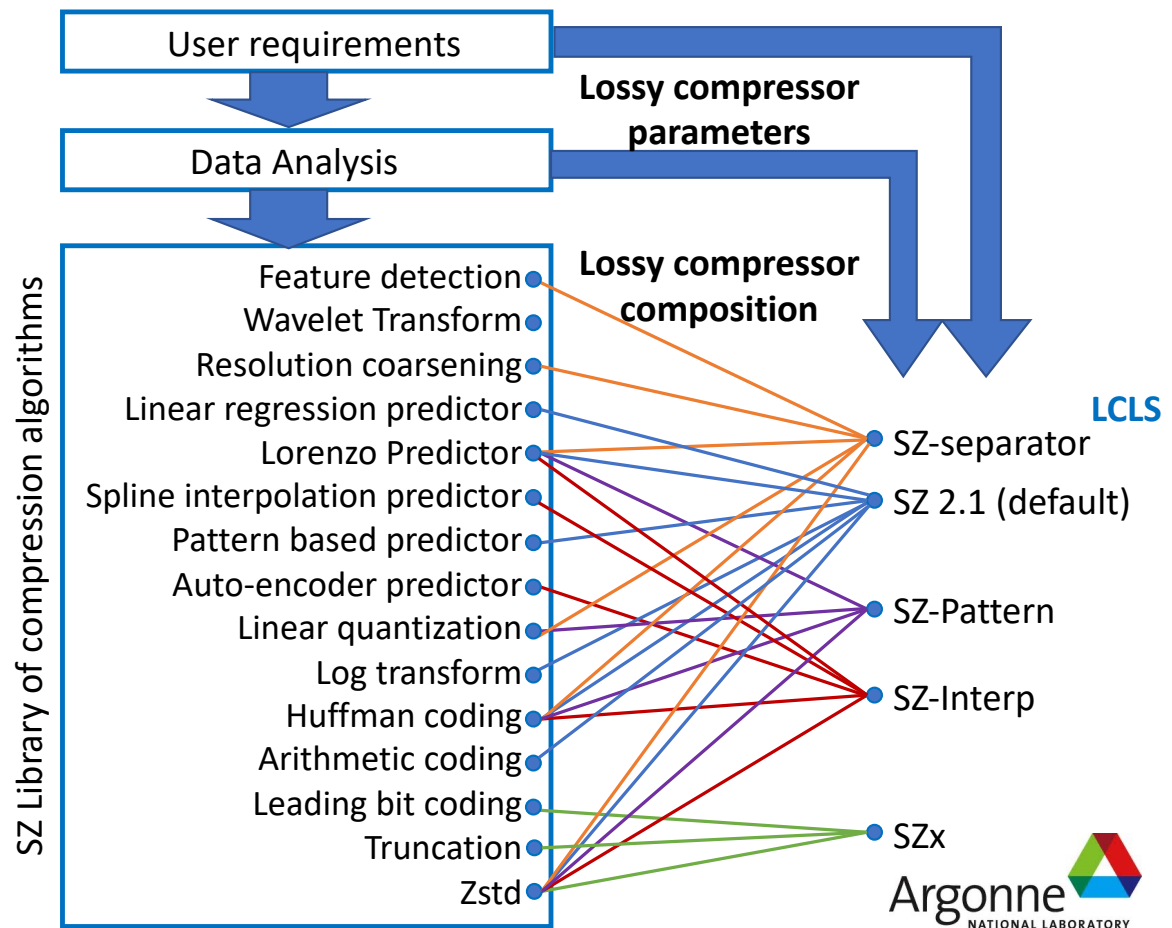 User requirements
Lossy compressor
parameters
Data Analysis
Lossy compressor
composition
SZ Library of compression algorithms
Feature detection
Wavelet Transform
Resolution coarsening
Linear regression predictor
Lorenzo Predictor
Spline interpolation predictor
Pattern based predictor
Auto-encoder predictor
Linear quantization
Log transform
Huffman coding
Arithmetic coding
Leading bit coding
Truncation
Zstd
LCLS
SZ-separator
SZ 2.1 (default)
SZ-Pattern
SZ-Interp
SZx
Argonne
NATIONAL LABORATORY